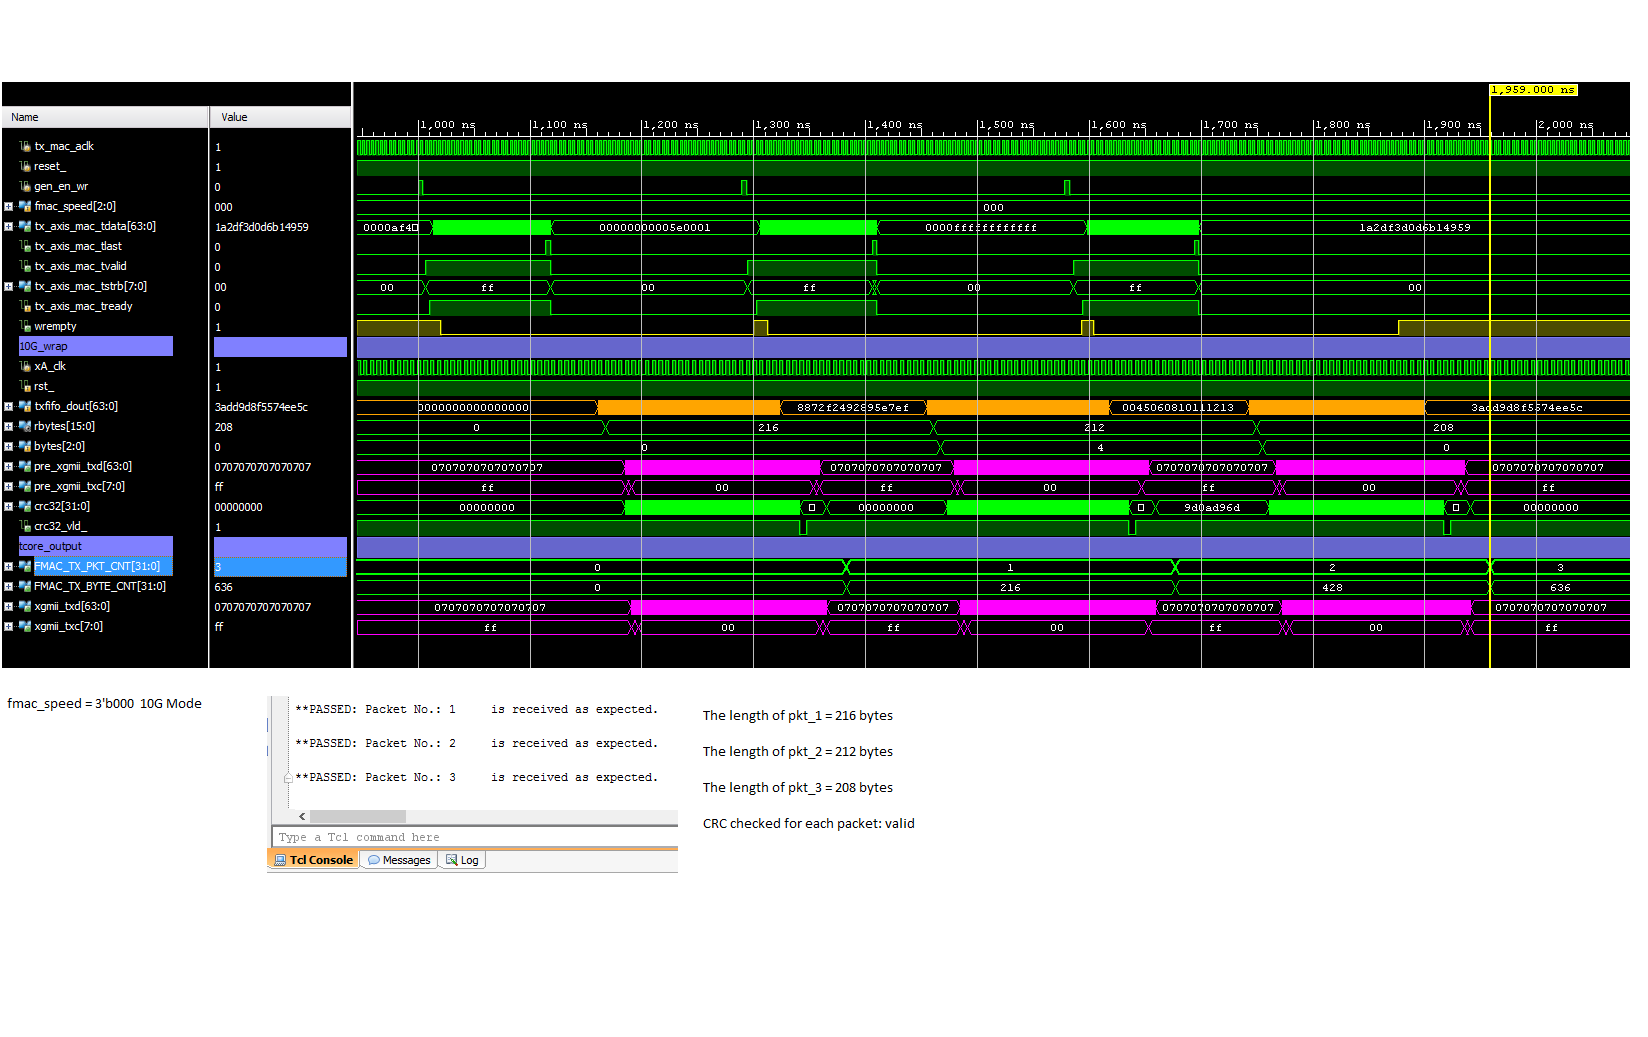 1,959.000 ns
Name Value
1,000 ns 1,100 ns 1,200 ns 1,300 ns 1,400 ns 1,500 ns 1,600 ns 1,700 ns 1,800 ns 1,900 ns 2,000 ns
tx_mac_aclk 1
reset_ 1
gen_en_wr 0
fmac_speed[2:0] 000 000
tx_axis_mac_tdata[63:0] 1a2df3d0d6b14959 0000af4 00000000005e0001 0000ffffffffffff 1a2df3d0d6b14959
tx_axis_mac_tlast 0
tx_axis_mac_tvalid 0
tx_axis_mac_tstrb[7:0] 00 00 ff 00 ff 00 ff 00
tx_axis_mac_tready 0
wrempty 1
10G_wrap
xA_clk 1
rst_ 1
txfifo_dout[63:0] 3add9d8f5574ee5c 0000000000000000 8872f2492895e7ef 0045060810111213 3add9d8f5574ee5c
rbytes[15:0] 208 0 216 212 208
bytes[2:0] 0 0 4 0
pre_xgmii_txd[63:0] 0707070707070707 0707070707070707 0707070707070707 0707070707070707 0707070707070707
pre_xgmii_txc[7:0] ff ff 00 ff 00 ff 00 ff
crc32[31:0] 00000000 00000000 00000000 9d0ad96d 00000000
crc32_vld_ 1
tcore_output
FMAC_TX_PKT_CNT[31:0] 3 0 1 2 3
FMAC_TX_BYTE_CNT[31:0] 636 0 216 428 636
xgmii_txd[63:0] 0707070707070707 0707070707070707 0707070707070707 0707070707070707 0707070707070707
xgmii_txc[7:0] ff ff 00 ff 00 ff 00 ff
fmac_speed = 3'b000 10G Mode
**PASSED: Packet No.: 1 is received as expected.
**PASSED: Packet No.: 2 is received as expected.
**PASSED: Packet No.: 3 is received as expected.
Type a Tcl command here
Tcl Console Messages Log
The length of pkt_1 = 216 bytes
The length of pkt_2 = 212 bytes
The length of pkt_3 = 208 bytes
CRC checked for each packet: valid